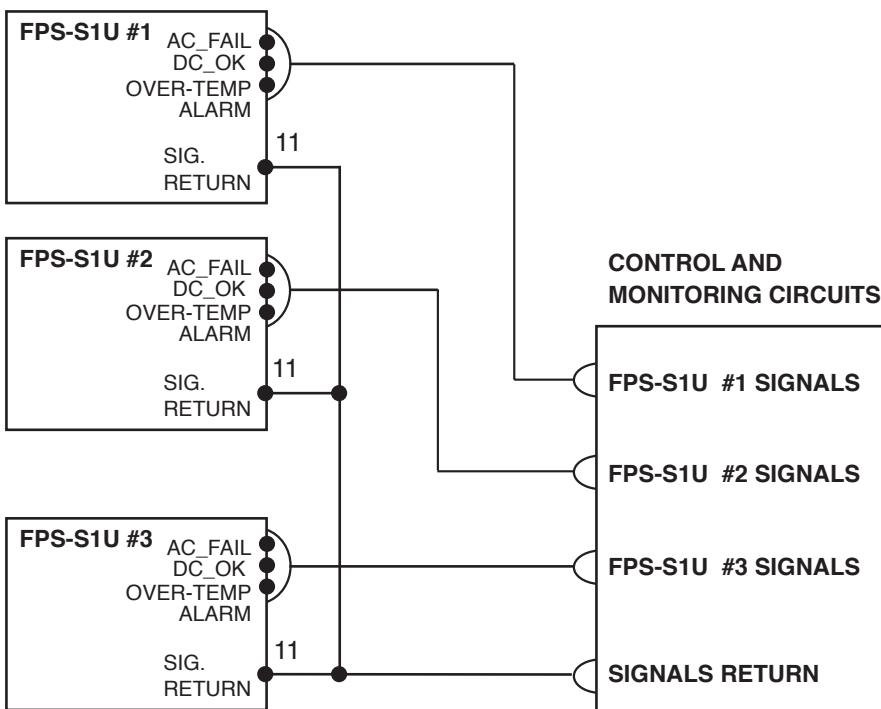 FPS-S1U #1
AC_FAIL
DC_OK
OVER-TEMP
ALARM
11
SIG.
RETURN
FPS-S1U #2
AC_FAIL
DC_OK
OVER-TEMP
ALARM
11
SIG.
RETURN
FPS-S1U #3
AC_FAIL
DC_OK
OVER-TEMP
ALARM
11
SIG.
RETURN
CONTROL AND
MONITORING CIRCUITS
FPS-S1U #1 SIGNALS
FPS-S1U #2 SIGNALS
FPS-S1U #3 SIGNALS
SIGNALS RETURN